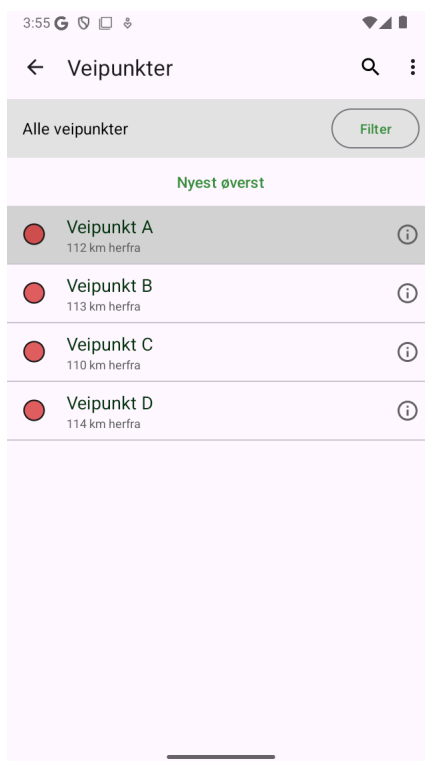 3:55
Veipunkter
Alle veipunkter
Filter
Nyest øverst
Veipunkt A
112 km herfra
Veipunkt B
113 km herfra
Veipunkt C
110 km herfra
Veipunkt D
114 km herfra